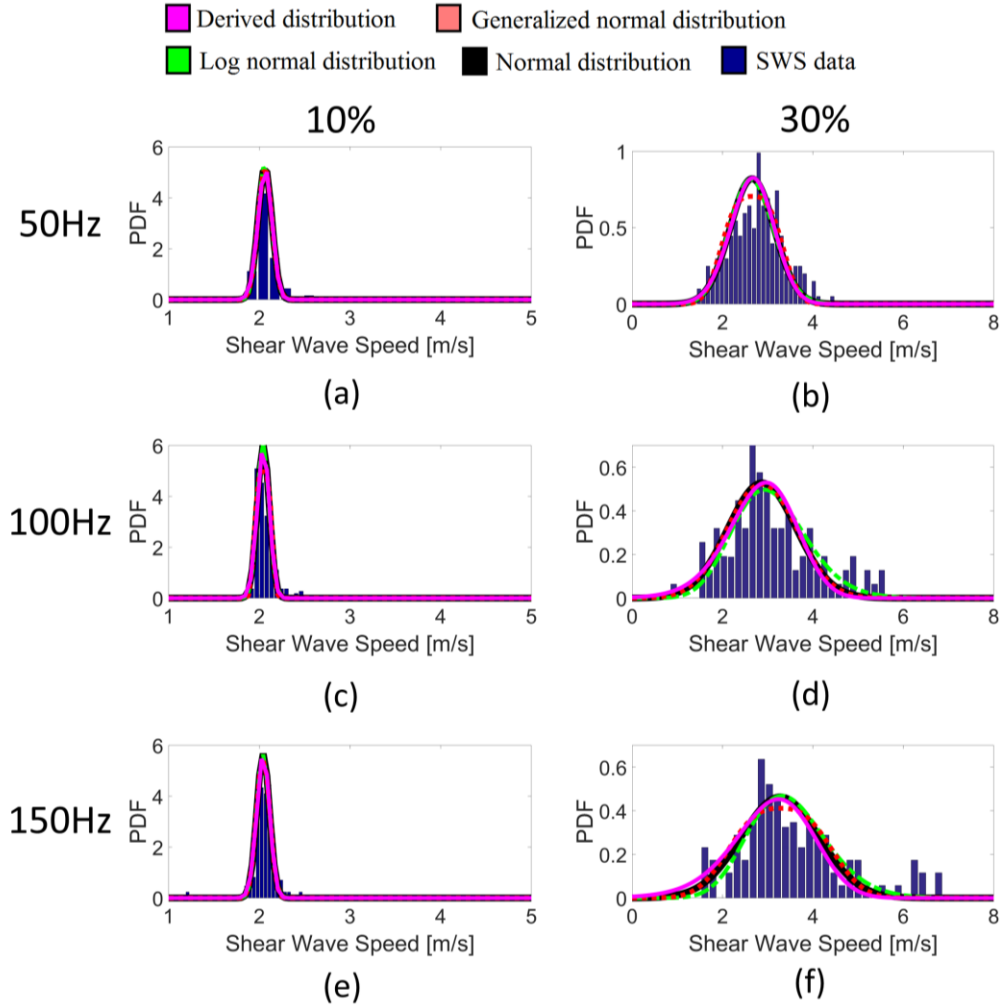 Derived distribution Generalized normal distribution
Log normal distribution Normal distribution SWS data
10% 30%
50Hz
PDF
6
4
2
0
1 2 3 4 5
Shear Wave Speed [m/s]
(a)
PDF
1
0.5
0
0 2 4 6 8
Shear Wave Speed [m/s]
(b)
100Hz
PDF
6
4
2
0
1 2 3 4 5
Shear Wave Speed [m/s]
(c)
PDF
0.6
0.4
0.2
0
0 2 4 6 8
Shear Wave Speed [m/s]
(d)
150Hz
PDF
6
4
2
0
1 2 3 4 5
Shear Wave Speed [m/s]
(e)
PDF
0.6
0.4
0.2
0
0 2 4 6 8
Shear Wave Speed [m/s]
(f)